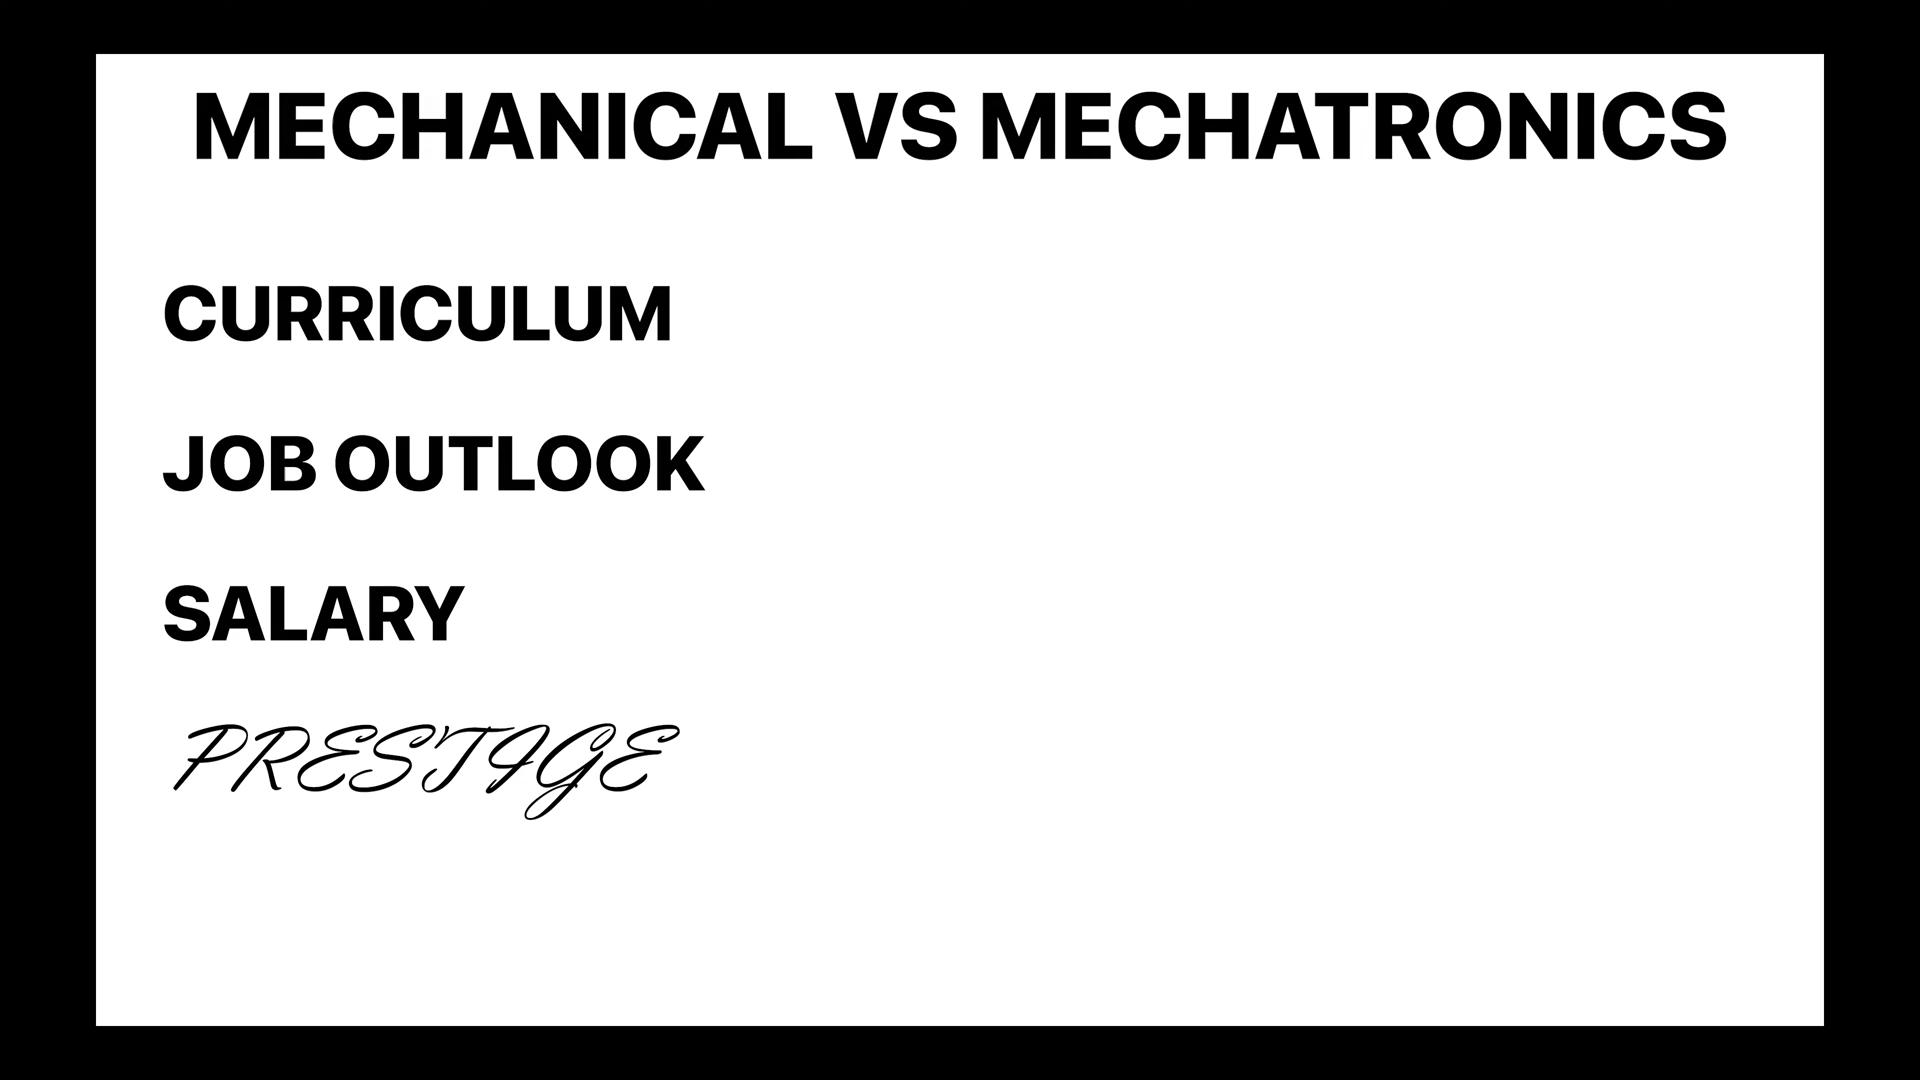 MECHANICAL VS MECHATRONICS
CURRICULUM
JOB OUTLOOK
SALARY
PRESTIGE